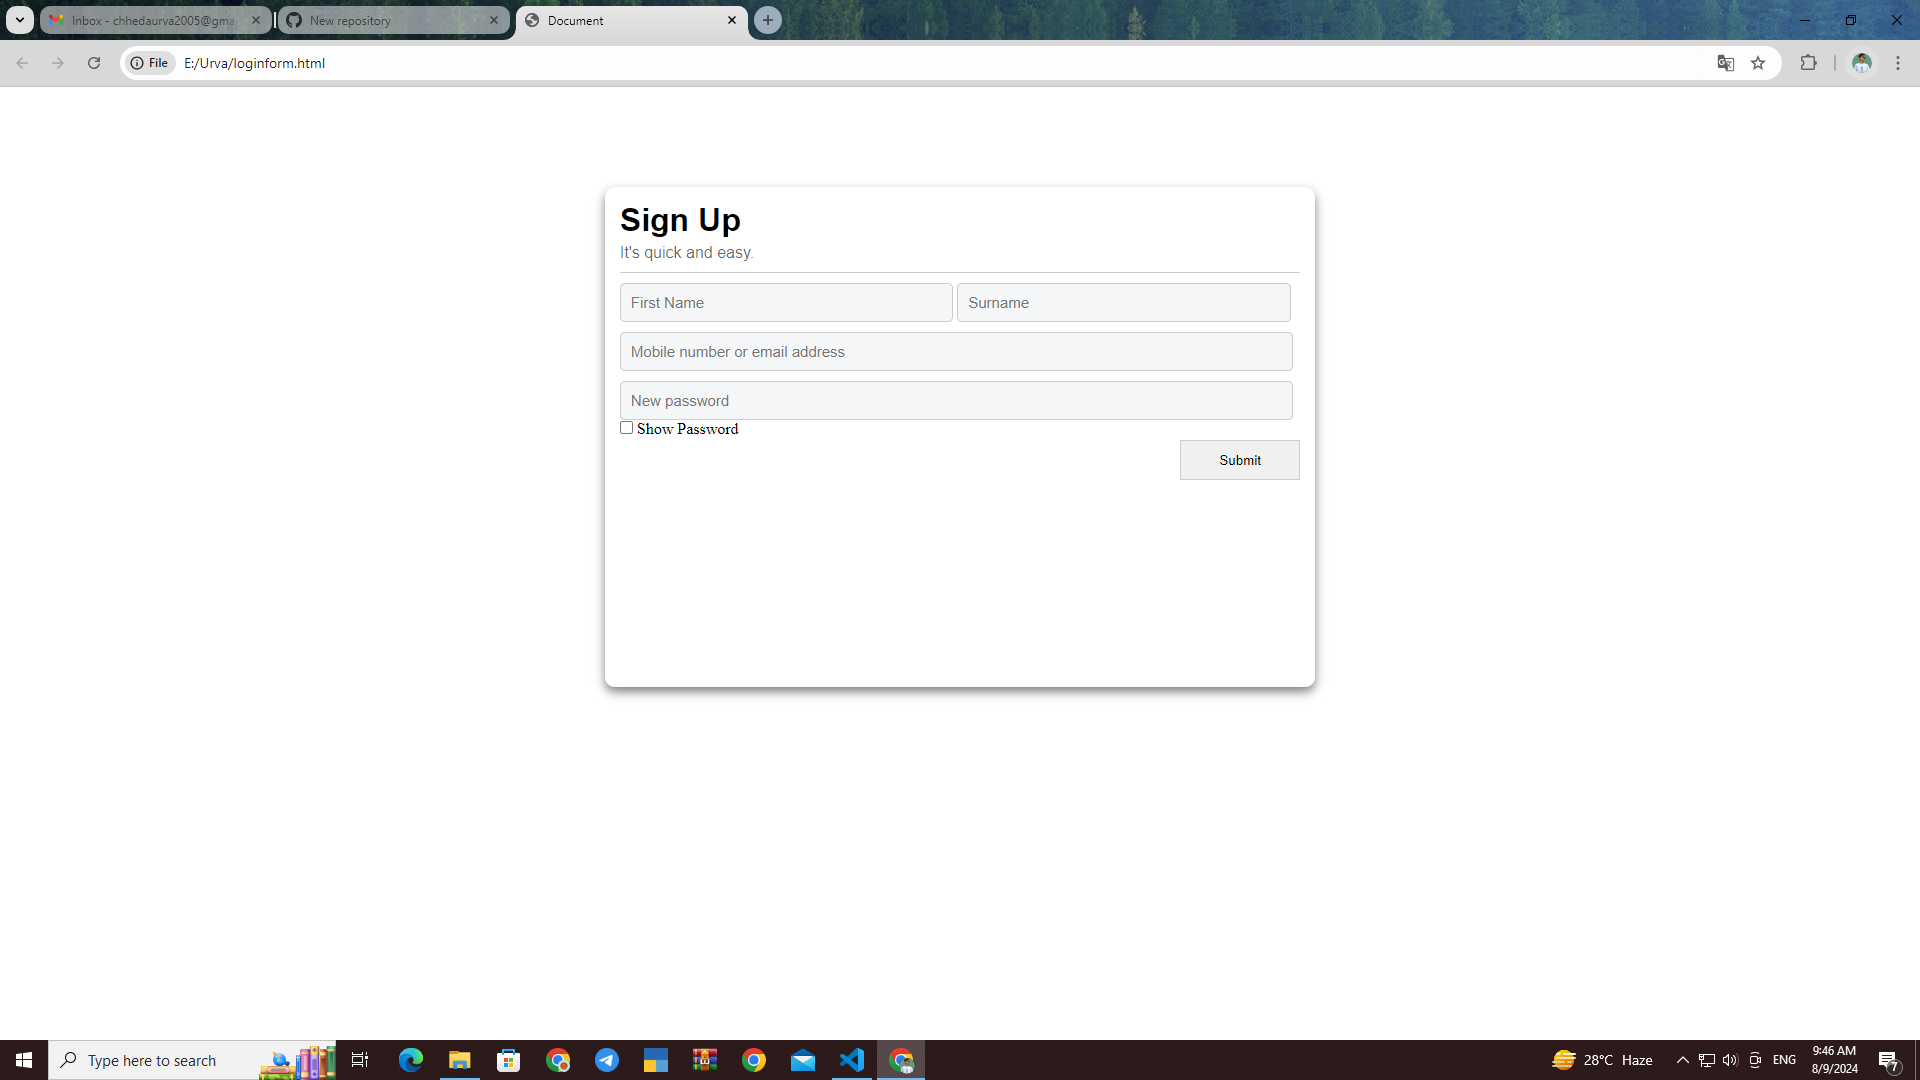 Inbox - chhedaurva2005@gma
New repository
Document
File
E:/Urva/loginform.html
Sign Up
It's quick and easy.
First Name
Surname
Mobile number or email address
New password
Show Password
Submit
Type here to search
28°C Haze
ENG
9:46 AM
8/9/2024
7